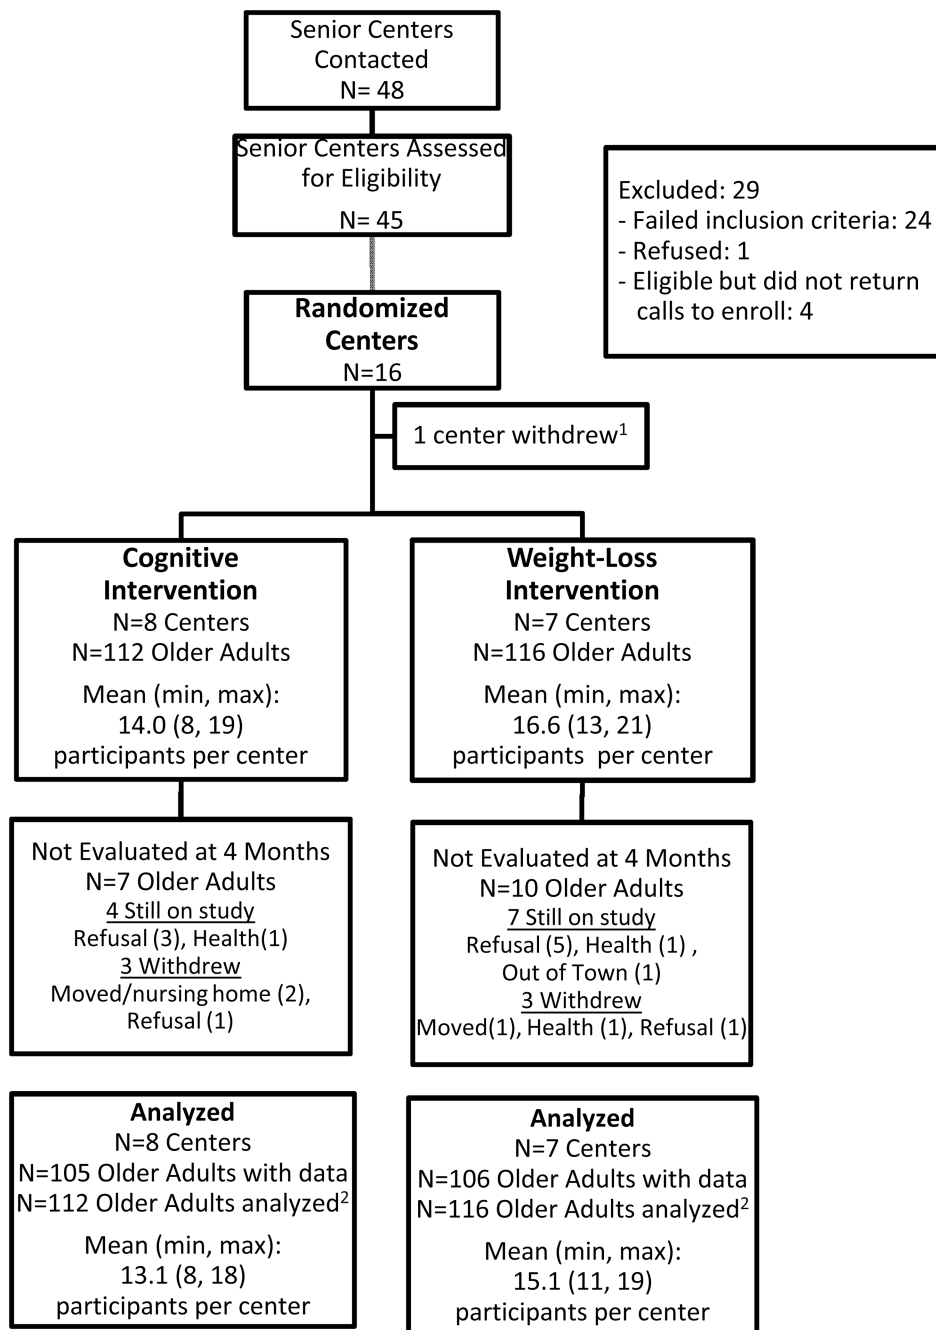 Senior Centers
Contacted
N= 48
Senior Centers Assessed
for Eligibility
N= 45
Excluded: 29
- Failed inclusion criteria: 24
- Refused: 1
- Eligible but did not return
calls to enroll: 4
Randomized
Centers
N=16
1 center withdrew¹
Cognitive
Intervention
N=8 Centers
N=112 Older Adults
Mean (min, max):
14.0 (8, 19)
participants per center
Weight-Loss
Intervention
N=7 Centers
N=116 Older Adults
Mean (min, max):
16.6 (13, 21)
participants  per center
Not Evaluated at 4 Months
N=7 Older Adults
4 Still on study
Refusal (3), Health(1)
3 Withdrew
Moved/nursing home (2),
Refusal (1)
Not Evaluated at 4 Months
N=10 Older Adults
7 Still on study
Refusal (5), Health (1) ,
Out of Town (1)
3 Withdrew
Moved(1), Health (1), Refusal (1)
Analyzed
N=8 Centers
N=105 Older Adults with data
N=112 Older Adults analyzed²
Mean (min, max):
13.1 (8, 18)
participants per center
Analyzed
N=7 Centers
N=106 Older Adults with data
N=116 Older Adults analyzed²
Mean (min, max):
15.1 (11, 19)
participants per center